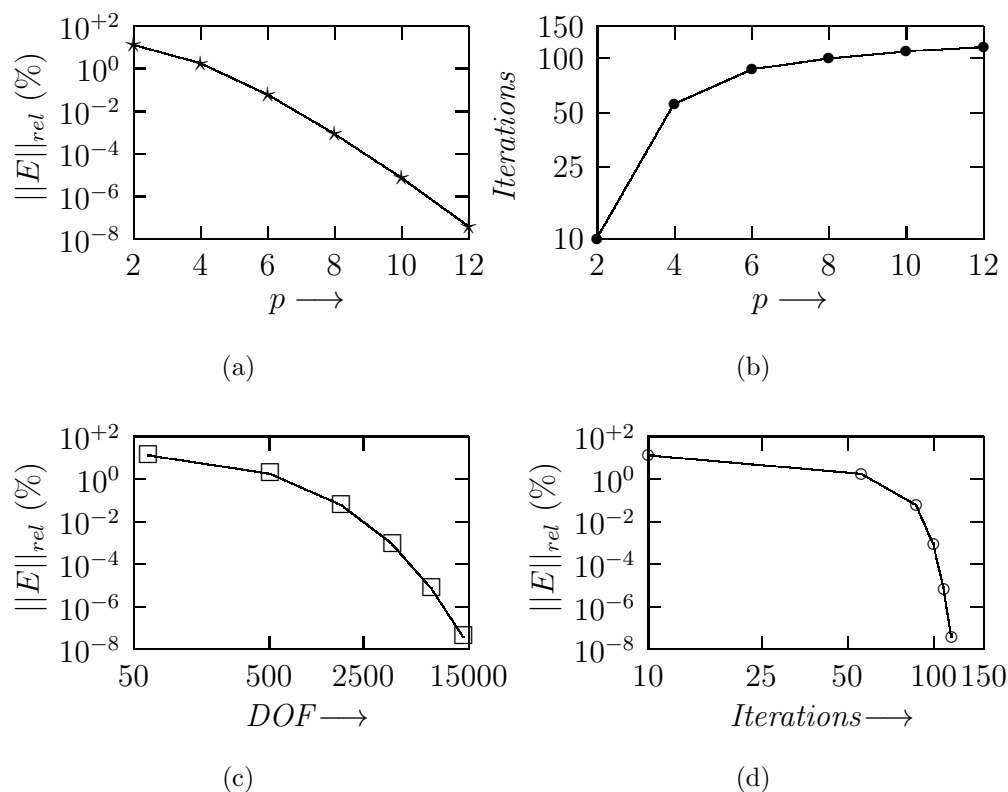 10^{+2}
10^{0}
10^{-2}
10^{-4}
10^{-6}
10^{-8}
||E||_{rel} (%)
2 4 6 8 10 12
p ⟶
(a)
150
100
50
25
10
Iterations
2 4 6 8 10 12
p ⟶
(b)
10^{+2}
10^{0}
10^{-2}
10^{-4}
10^{-6}
10^{-8}
||E||_{rel} (%)
50 500 2500 15000
DOF ⟶
(c)
10^{+2}
10^{0}
10^{-2}
10^{-4}
10^{-6}
10^{-8}
||E||_{rel} (%)
10 25 50 100 150
Iterations ⟶
(d)